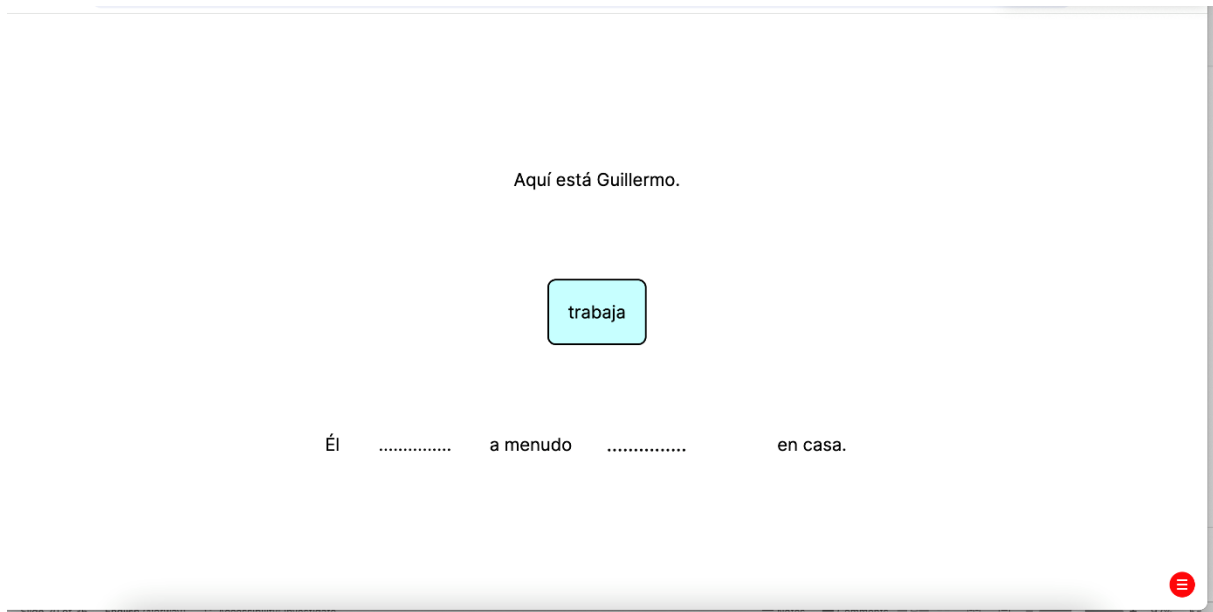 Aquí está Guillermo.
trabaja
Él ............... a menudo ............... en casa.